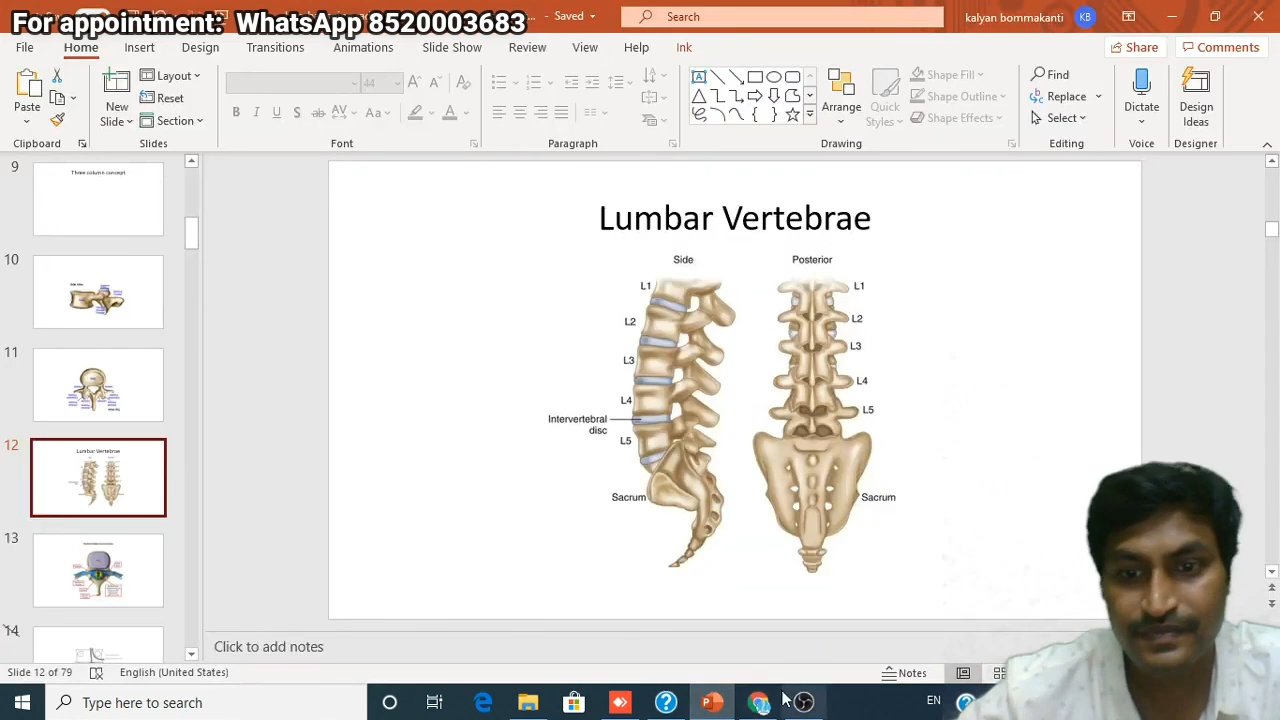 For appointment: WhatsApp 8520003683
Saved
Search
kalyan bommakanti
KB
File
Home
Insert
Design
Transitions
Animations
Slide Show
Review
View
Help
Ink
Share
Comments
Paste
New
Slide
Layout
Reset
Section
44
Arrange
Quick
Styles
Shape Fill
Shape Outline
Shape Effects
Find
Replace
Select
Dictate
Design
Ideas
Clipboard
Slides
Font
Paragraph
Drawing
Editing
Voice
Designer
9
Three column concept
10
11
12
Lumbar Vertebrae
13
14
Lumbar Vertebrae
Side
Posterior
L1
L2
L3
L4
Intervertebral
disc
L5
Sacrum
L1
L2
L3
L4
L5
Sacrum
Click to add notes
Slide 12 of 79
English (United States)
Notes
Type here to search
EN